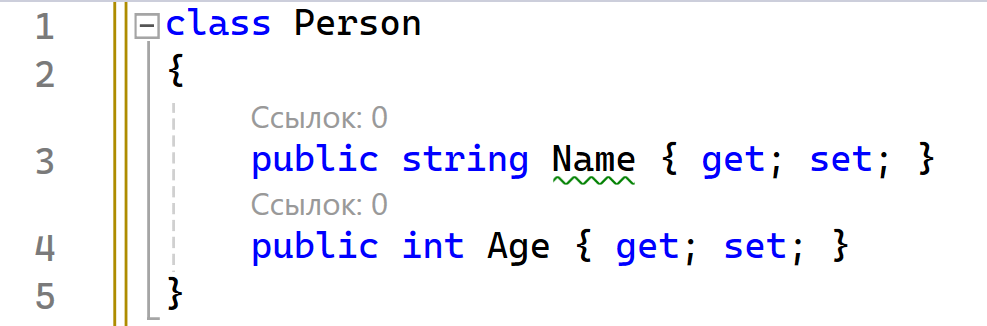 1 class Person
2 {
Ссылок: 0
3 public string Name { get; set; }
Ссылок: 0
4 public int Age { get; set; }
5 }